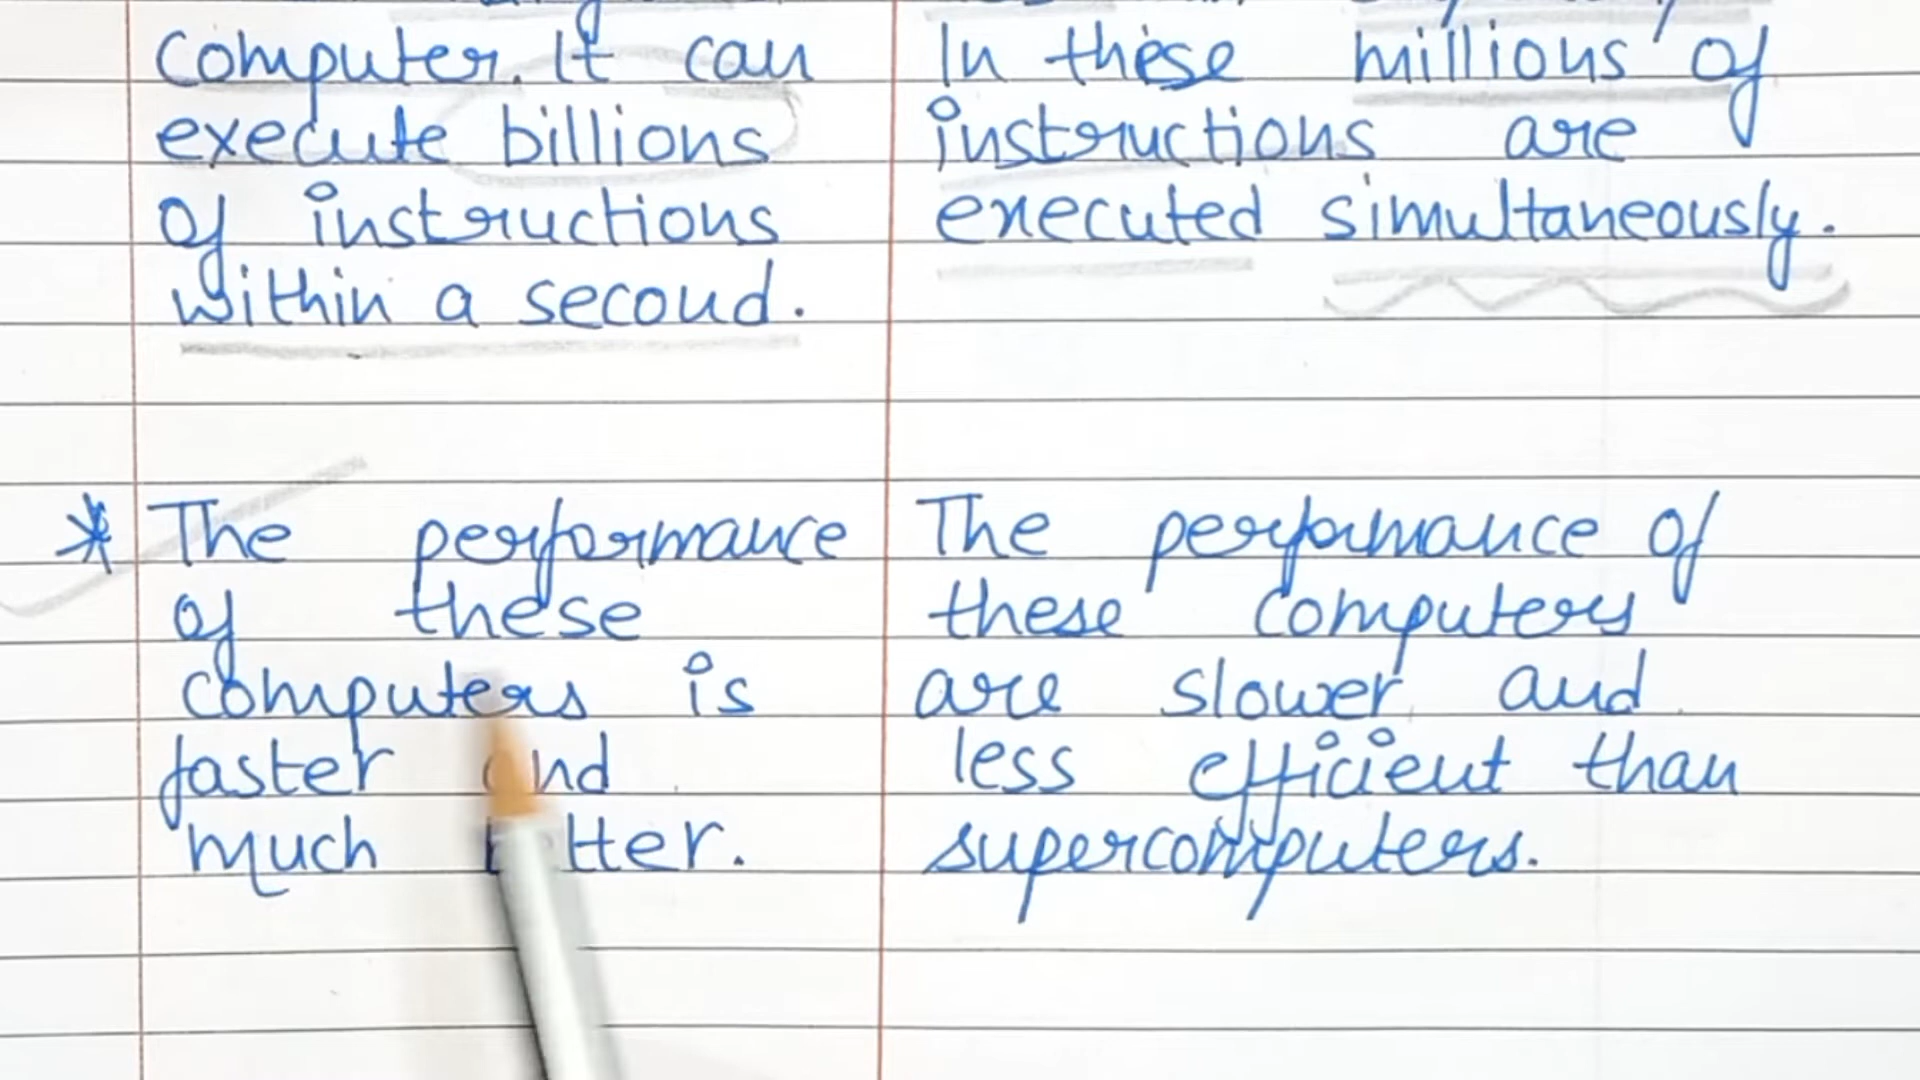 computer. It can
execute billions
of instructions
within a second.
In these millions of
instructions are
executed simultaneously.
* The performance
of these
computers is
faster and
much better.
The performance of
these computers
are slower and
less efficient than
supercomputers.